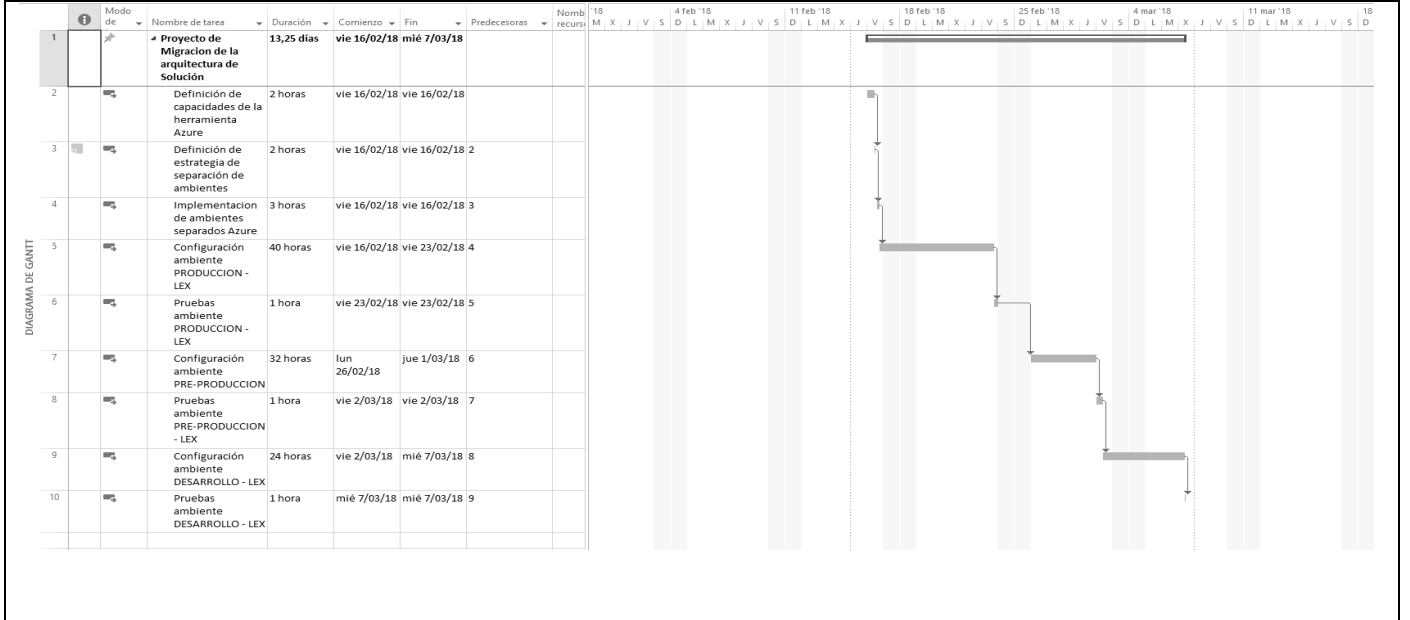 Modo de
Nombre de tarea
Duración
Comienzo
Fin
Predecesoras
Nomb
recurs
'18
4 feb '18
11 feb '18
18 feb '18
25 feb '18
4 mar '18
11 mar '18
18
M X J V S D L M X J V S D L M X J V S D L M X J V S D L M X J V S D L M X J V S D L M X J V S D
DIAGRAMA DE GANTT
1
Proyecto de
Migracion de la
arquitectura de
Solución
13,25 días
vie 16/02/18
mié 7/03/18
2
Definición de
capacidades de la
herramienta
Azure
2 horas
vie 16/02/18
vie 16/02/18
3
Definición de
estrategia de
separación de
ambientes
2 horas
vie 16/02/18
vie 16/02/18
2
4
Implementacion
de ambientes
separados Azure
3 horas
vie 16/02/18
vie 16/02/18
3
5
Configuración
ambiente
PRODUCCION -
LEX
40 horas
vie 16/02/18
vie 23/02/18
4
6
Pruebas
ambiente
PRODUCCION -
LEX
1 hora
vie 23/02/18
vie 23/02/18
5
7
Configuración
ambiente
PRE-PRODUCCION
32 horas
lun
26/02/18
jue 1/03/18
6
8
Pruebas
ambiente
PRE-PRODUCCION
- LEX
1 hora
vie 2/03/18
vie 2/03/18
7
9
Configuración
ambiente
DESARROLLO - LEX
24 horas
vie 2/03/18
mié 7/03/18
8
10
Pruebas
ambiente
DESARROLLO - LEX
1 hora
mié 7/03/18
mié 7/03/18
9